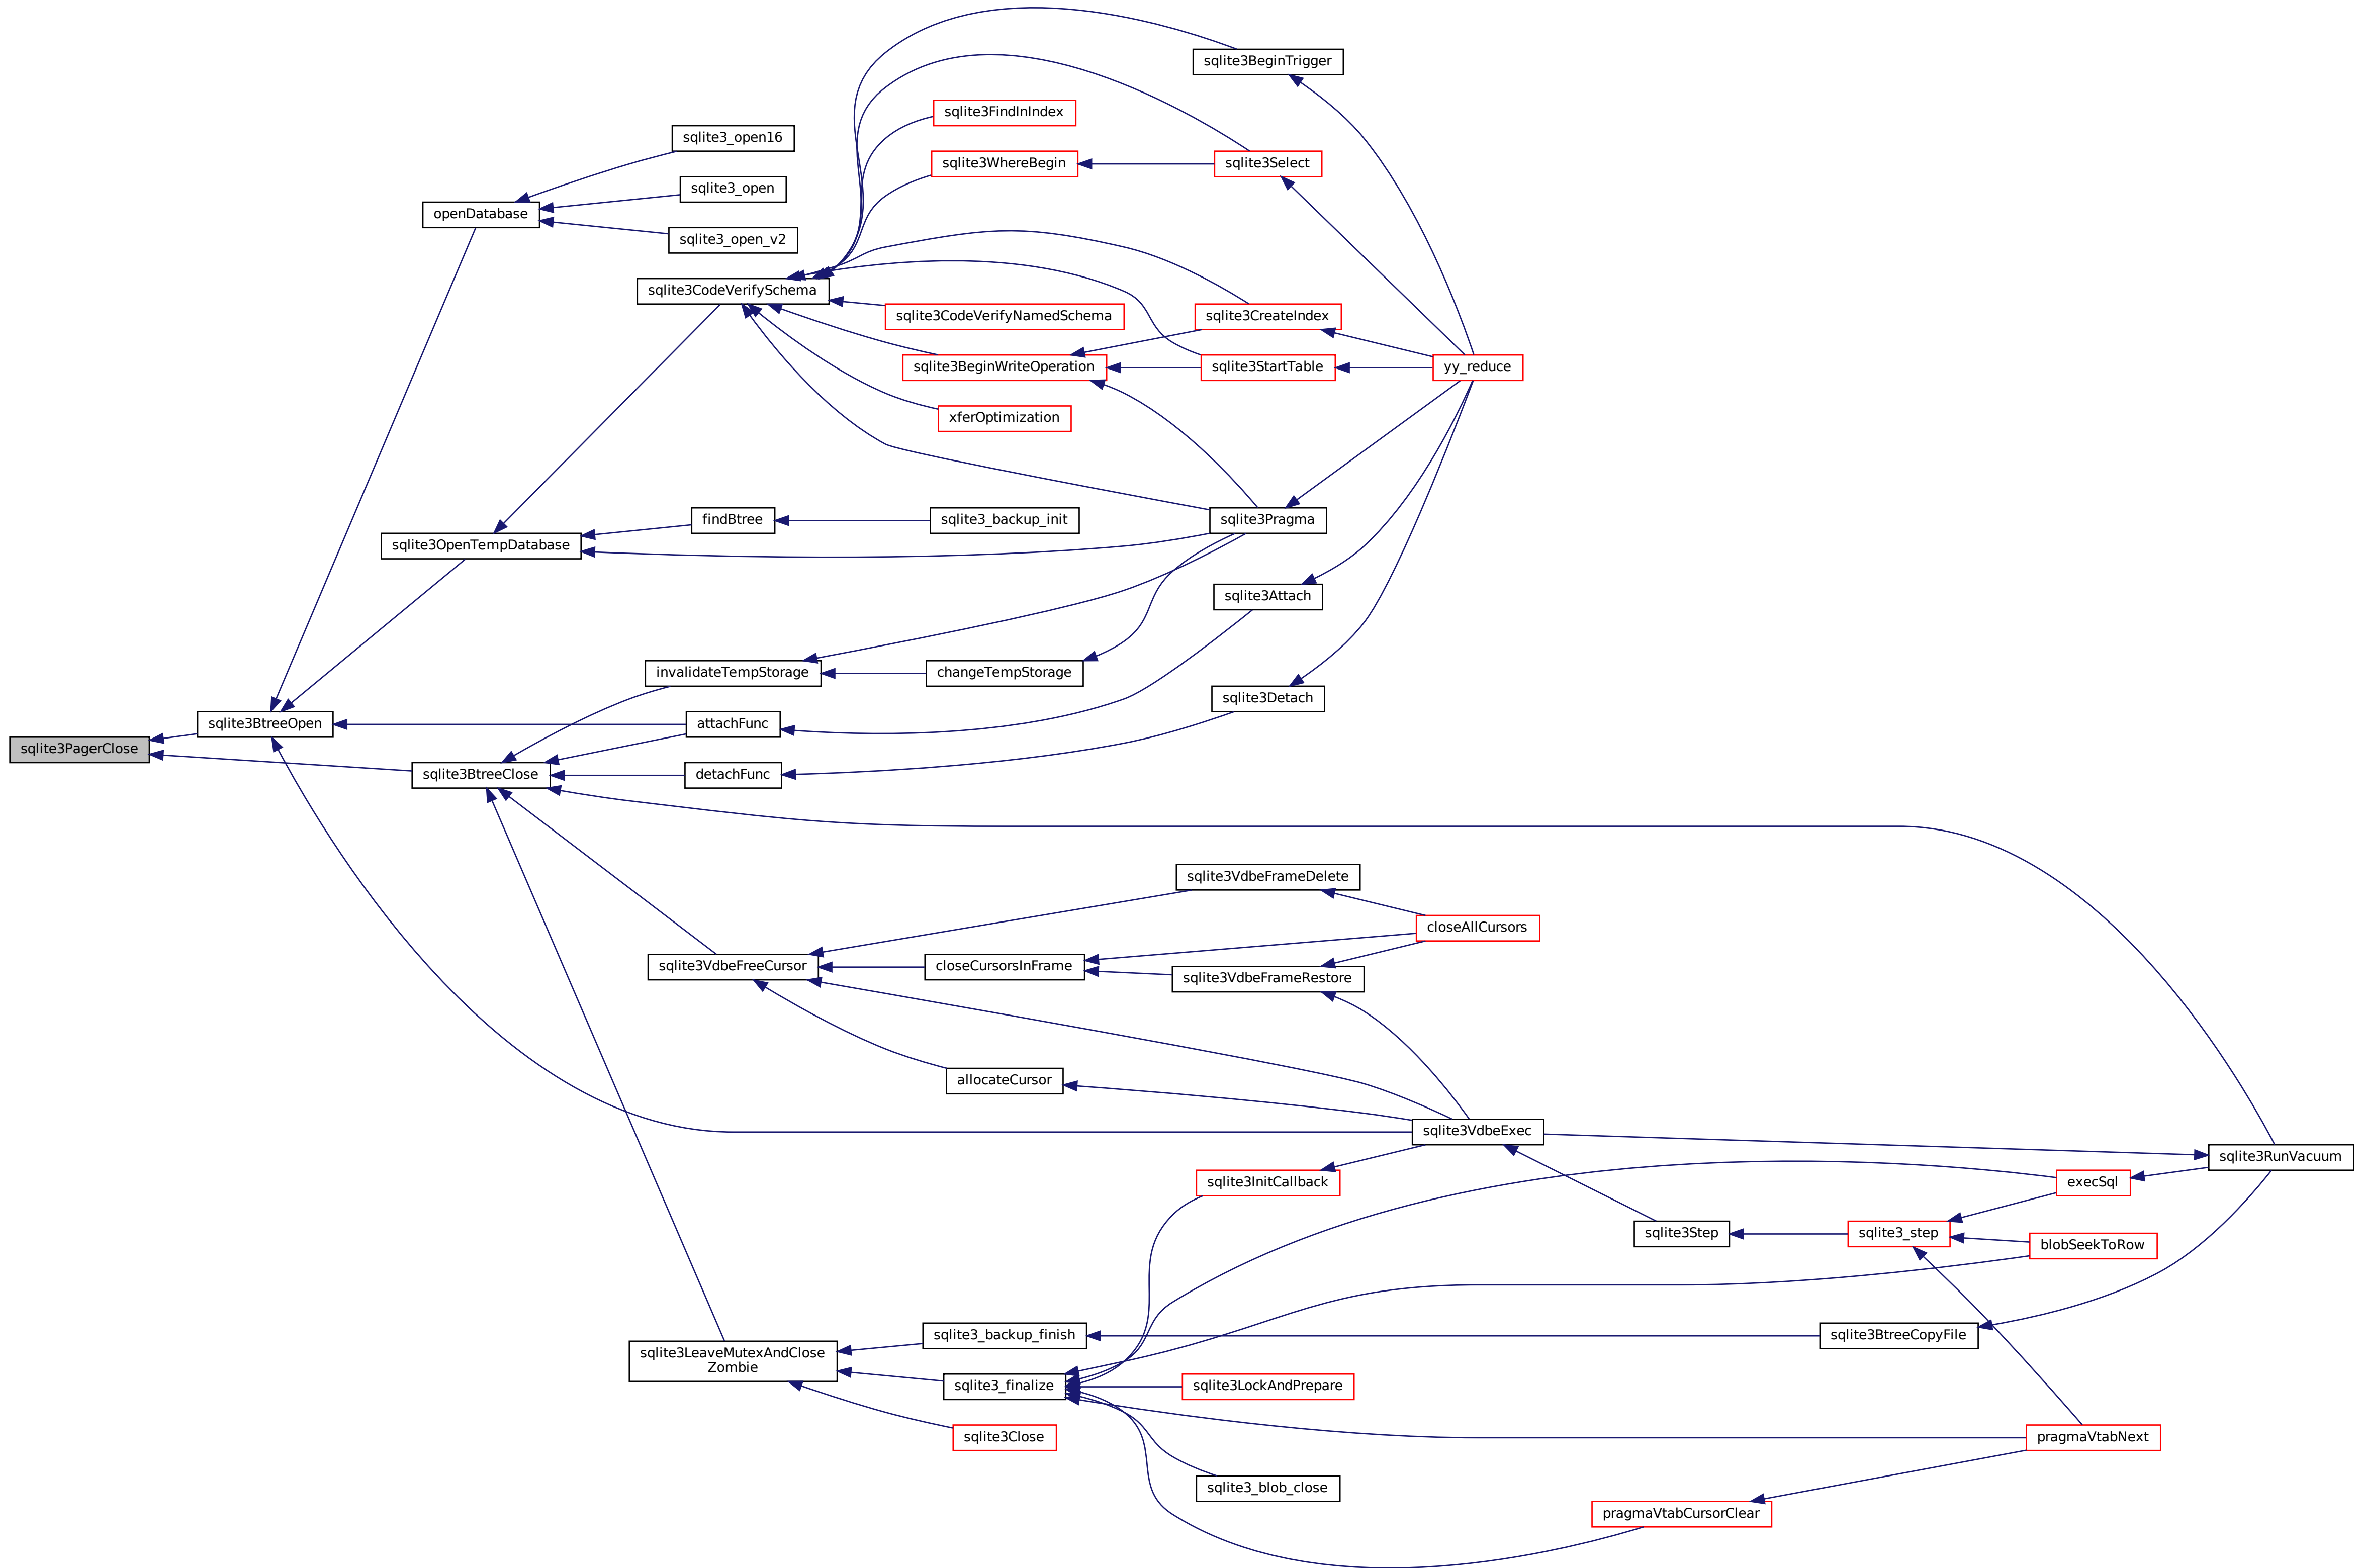 sqlite3BeginTrigger
sqlite3FindInIndex
sqlite3_open16
sqlite3WhereBegin
sqlite3Select
sqlite3_open
openDatabase
sqlite3_open_v2
sqlite3CodeVerifySchema
sqlite3CodeVerifyNamedSchema
sqlite3CreateIndex
sqlite3BeginWriteOperation
sqlite3StartTable
yy_reduce
xferOptimization
findBtree
sqlite3_backup_init
sqlite3Pragma
sqlite3OpenTempDatabase
sqlite3Attach
invalidateTempStorage
changeTempStorage
sqlite3Detach
sqlite3BtreeOpen
attachFunc
sqlite3PagerClose
sqlite3BtreeClose
detachFunc
sqlite3VdbeFrameDelete
closeAllCursors
sqlite3VdbeFreeCursor
closeCursorsInFrame
sqlite3VdbeFrameRestore
allocateCursor
sqlite3VdbeExec
sqlite3RunVacuum
sqlite3InitCallback
execSql
sqlite3Step
sqlite3_step
blobSeekToRow
sqlite3_backup_finish
sqlite3BtreeCopyFile
sqlite3LeaveMutexAndClose
Zombie
sqlite3_finalize
sqlite3LockAndPrepare
sqlite3Close
pragmaVtabNext
sqlite3_blob_close
pragmaVtabCursorClear